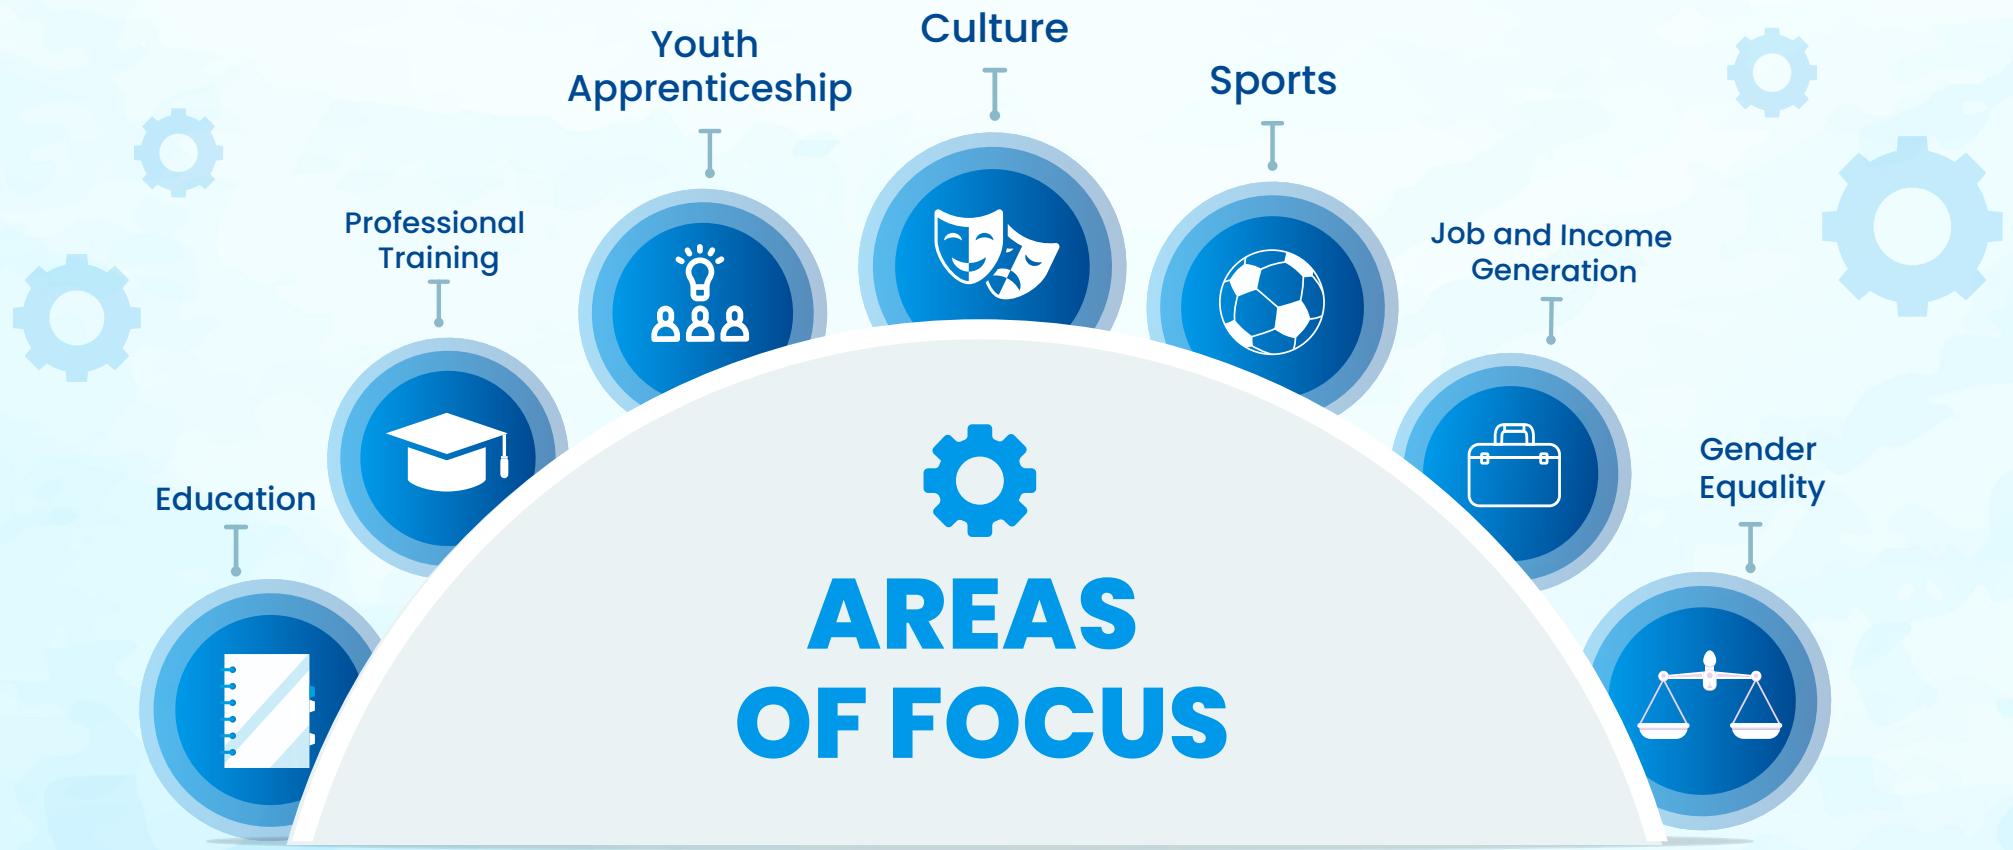 Education
Professional
Training
Youth
Apprenticeship
Culture
Sports
Job and Income
Generation
Gender
Equality
AREAS
OF FOCUS